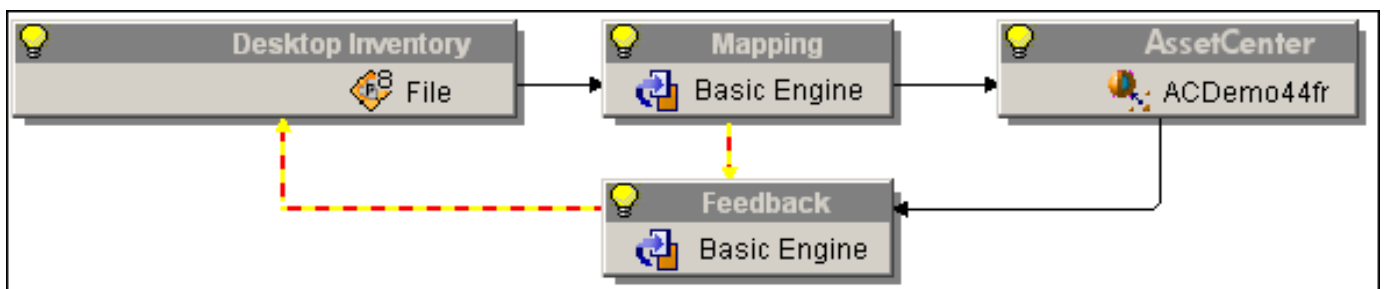 Desktop Inventory
File
Mapping
Basic Engine
AssetCenter
ACDemo44fr
Feedback
Basic Engine